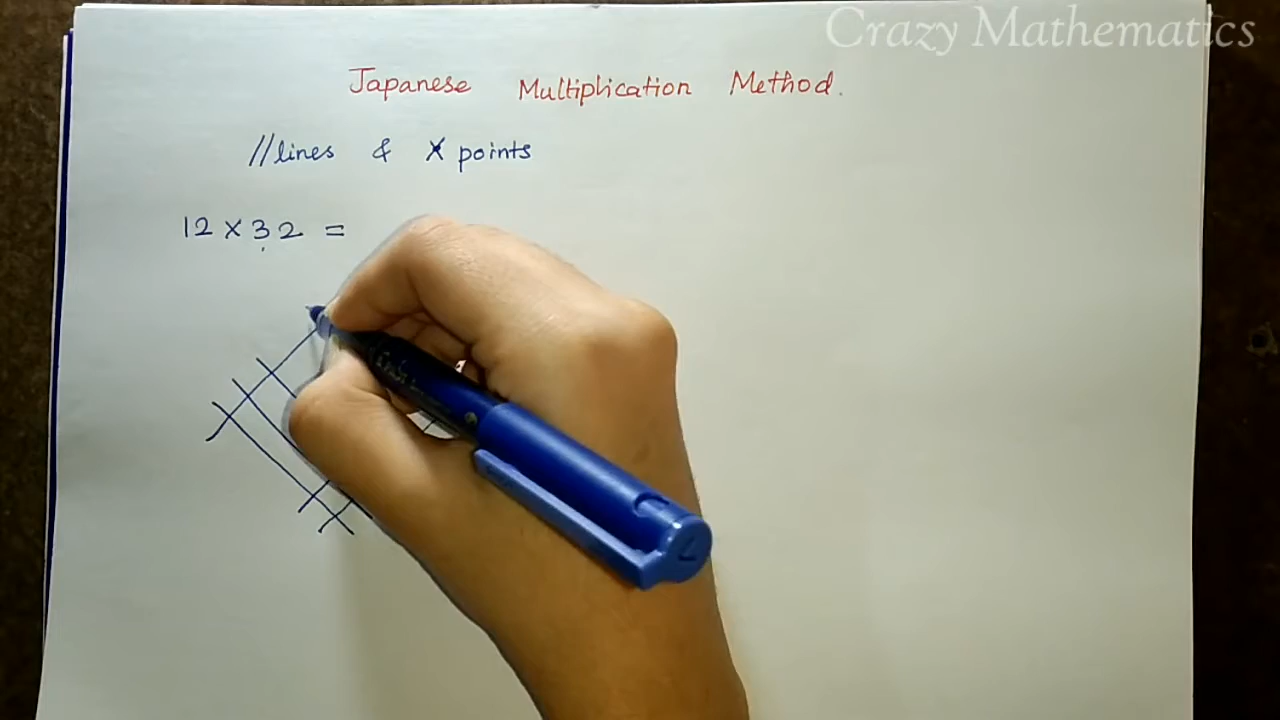 Crazy Mathematics
Japanese Multiplication Method.
//lines & X points
12 × 32 =